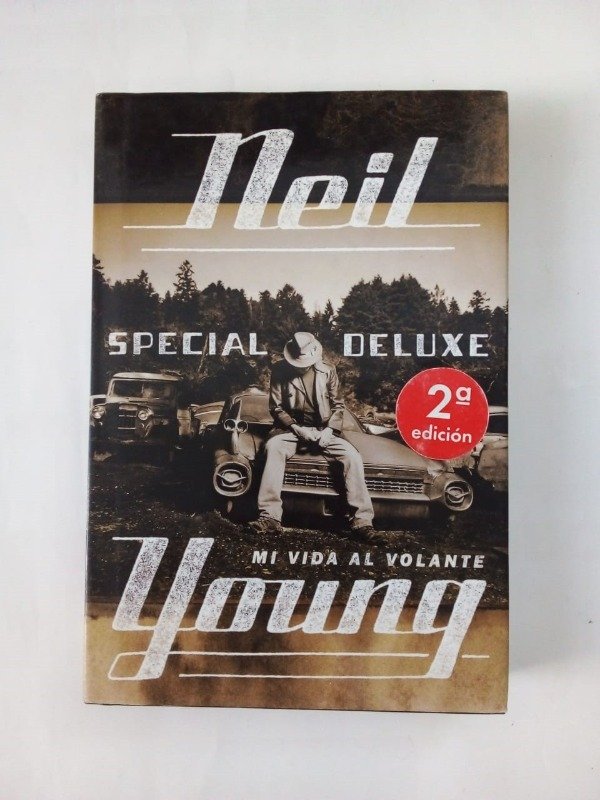 Neil
SPECIAL DELUXE
2ª
edición
MI VIDA AL VOLANTE
Young